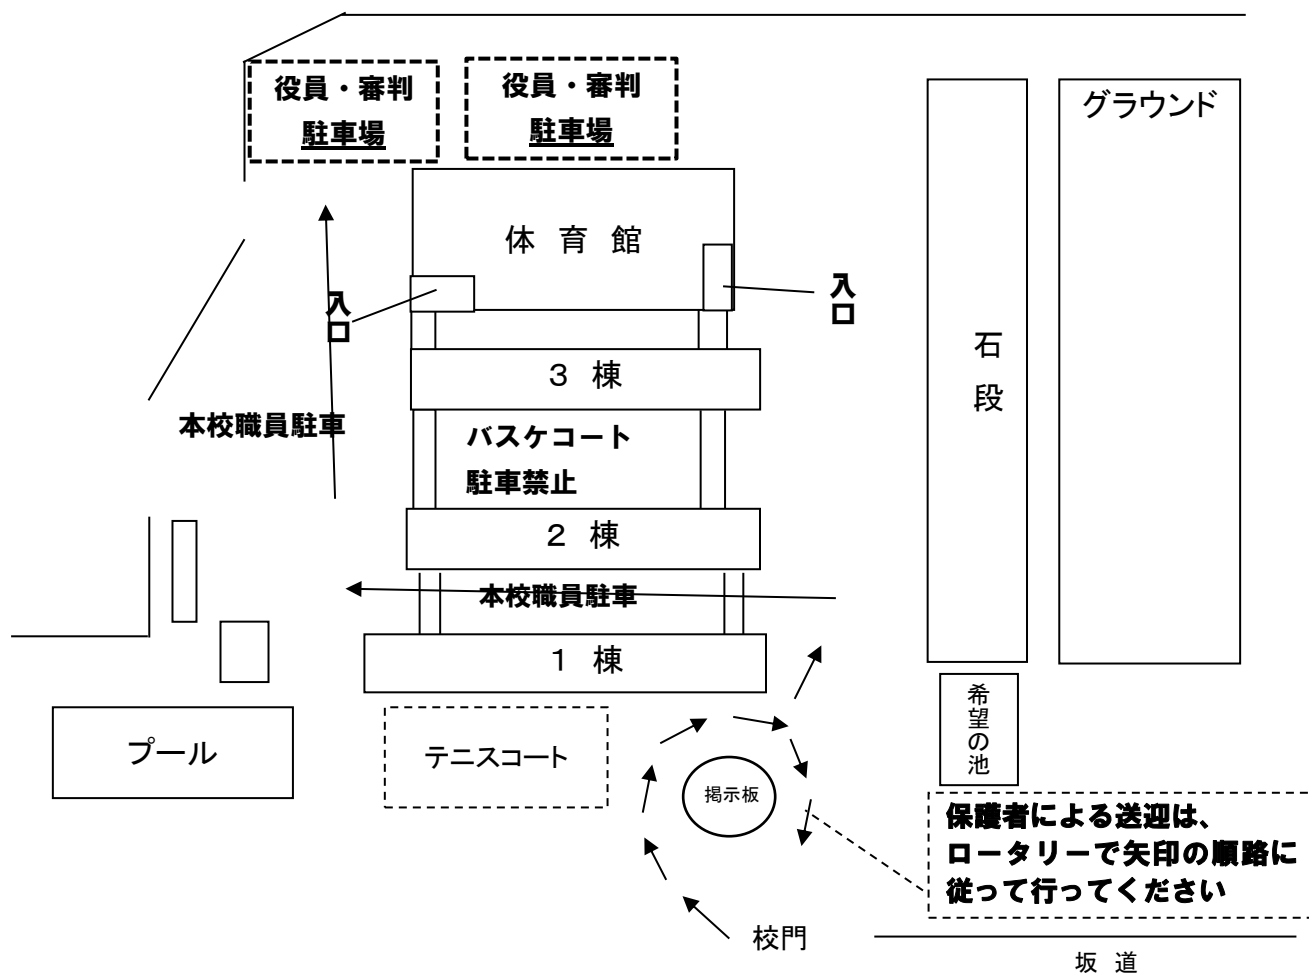 役員・審判
駐車場
役員・審判
駐車場
グラウンド
体 育 館
入口
入口
3 棟
石段
本校職員駐車
バスケコート
駐車禁止
2 棟
本校職員駐車
1 棟
希望の池
プール
テニスコート
掲示板
保護者による送迎は、
ロータリーで矢印の順路に
従って行ってください
校門
坂 道